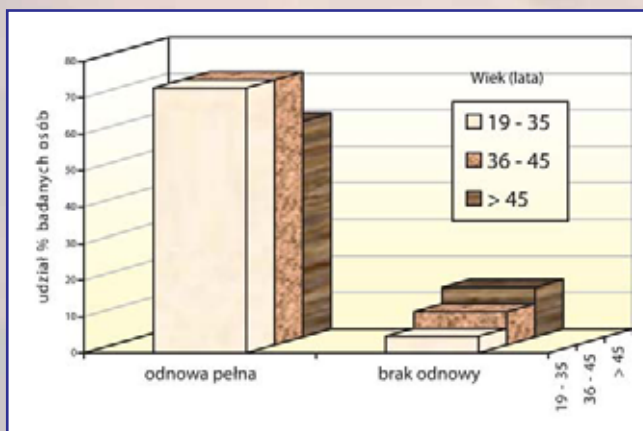 80
70
60
50
40
30
20
10
0
udział % badanych osób
Wiek (lata)
19 - 35
36 - 45
> 45
odnowa pełna
brak odnowy
19 - 35
36 - 45
> 45